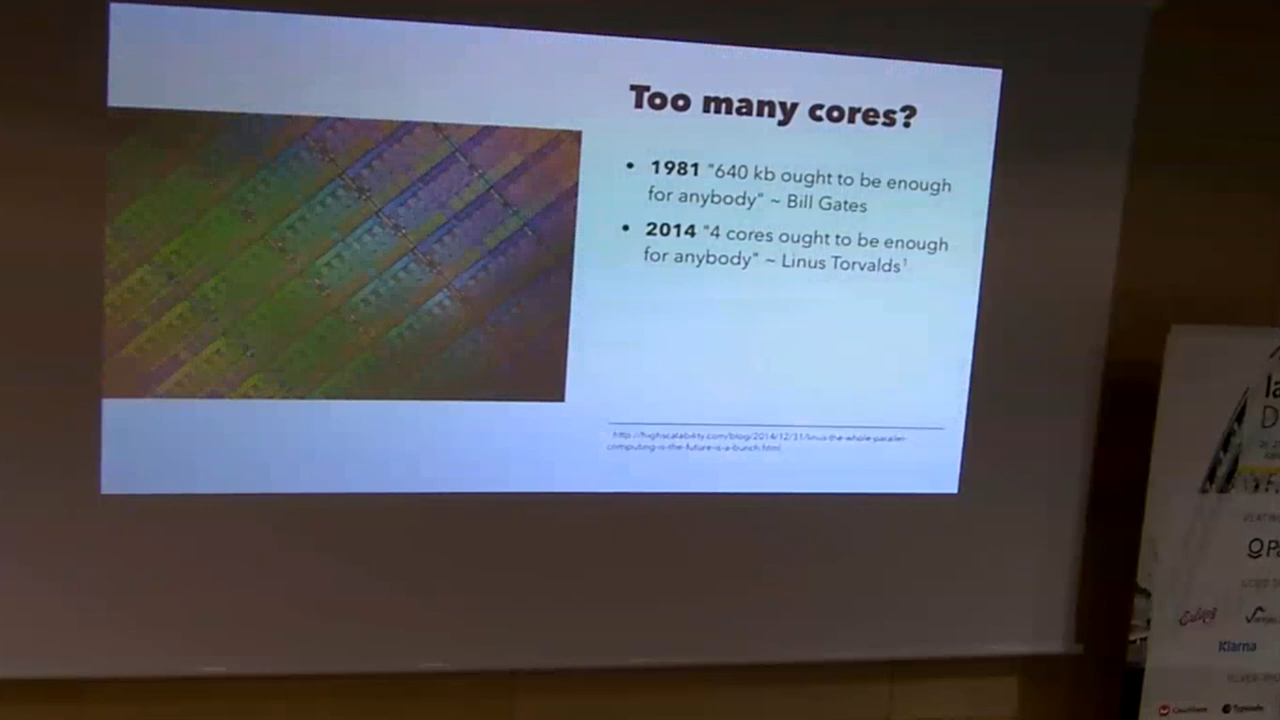 Too many cores?
• 1981 "640 kb ought to be enough
for anybody" ~ Bill Gates
• 2014 "4 cores ought to be enough
for anybody" ~ Linus Torvalds¹
http://highscalability.com/blog/2014/12/31/linus-the-whole-parallel-
computing-is-the-future-is-a-bunch.html
Klarna